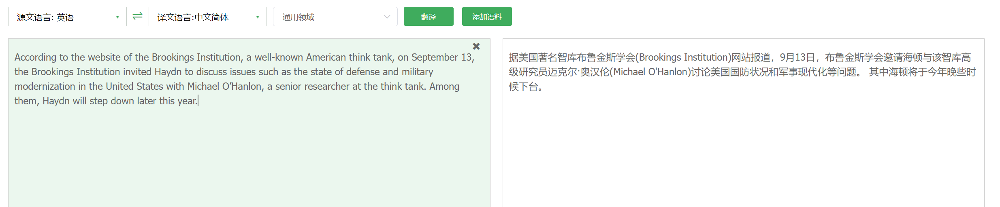 源文语言: 英语
译文语言:中文简体
通用领域
翻译
添加语料
According to the website of the Brookings Institution, a well-known American think tank, on September 13,
the Brookings Institution invited Haydn to discuss issues such as the state of defense and military
modernization in the United States with Michael O’Hanlon, a senior researcher at the think tank. Among
them, Haydn will step down later this year.
据美国著名智库布鲁金斯学会(Brookings Institution)网站报道，9月13日，布鲁金斯学会邀请海顿与该智库高
级研究员迈克尔·奥汉伦(Michael O'Hanlon)讨论美国国防状况和军事现代化等问题。 其中海顿将于今年晚些时
候下台。